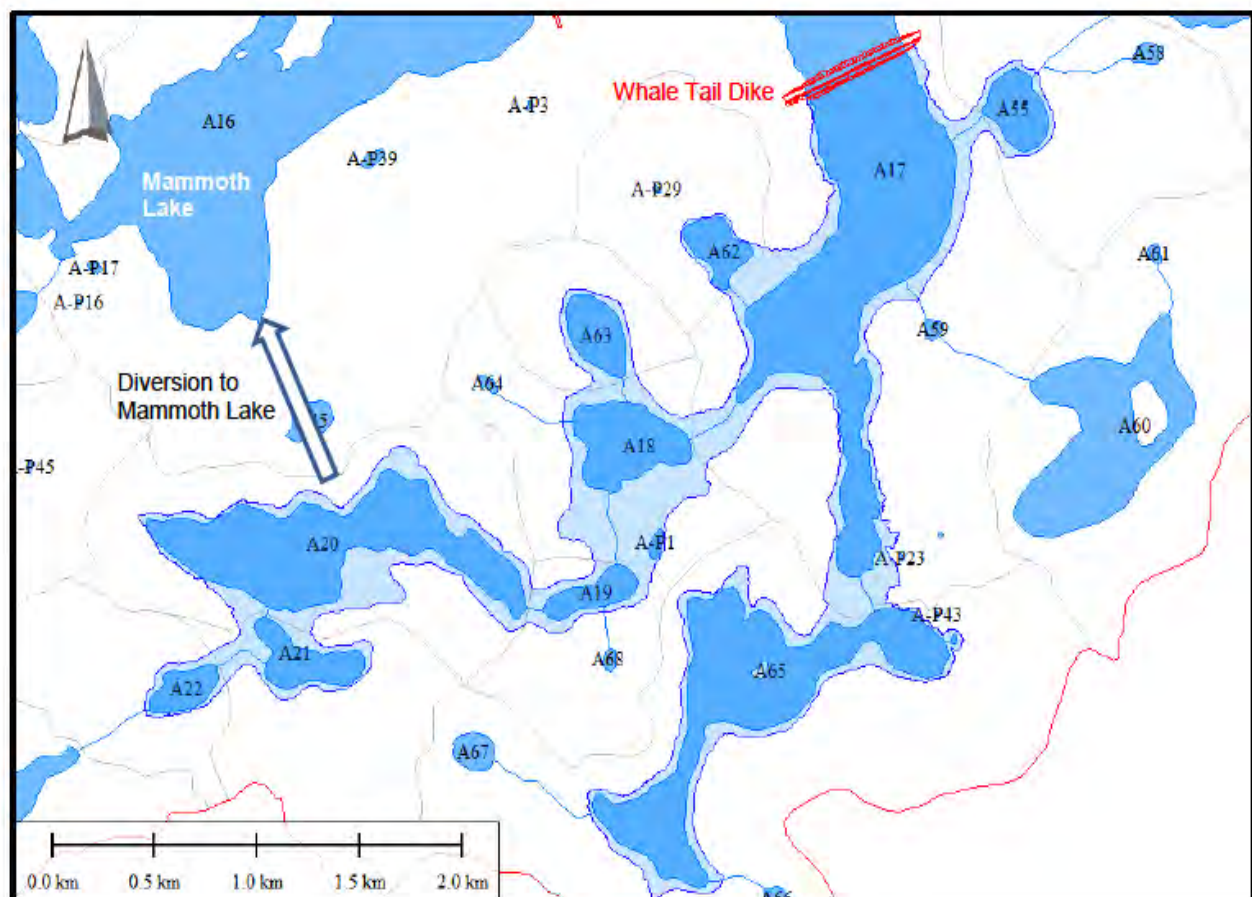 A58
Whale Tail Dike
A-P3
A55
A16
A-P39
A17
Mammoth
Lake
A-P29
A62
A61
A-P17
A-P16
A59
A63
Diversion to
Mammoth Lake
A64
A60
A18
A20
A-P1
A-P23
A19
A-P43
A21
A68
A65
A22
A67
0.0 km 0.5 km 1.0 km 1.5 km 2.0 km